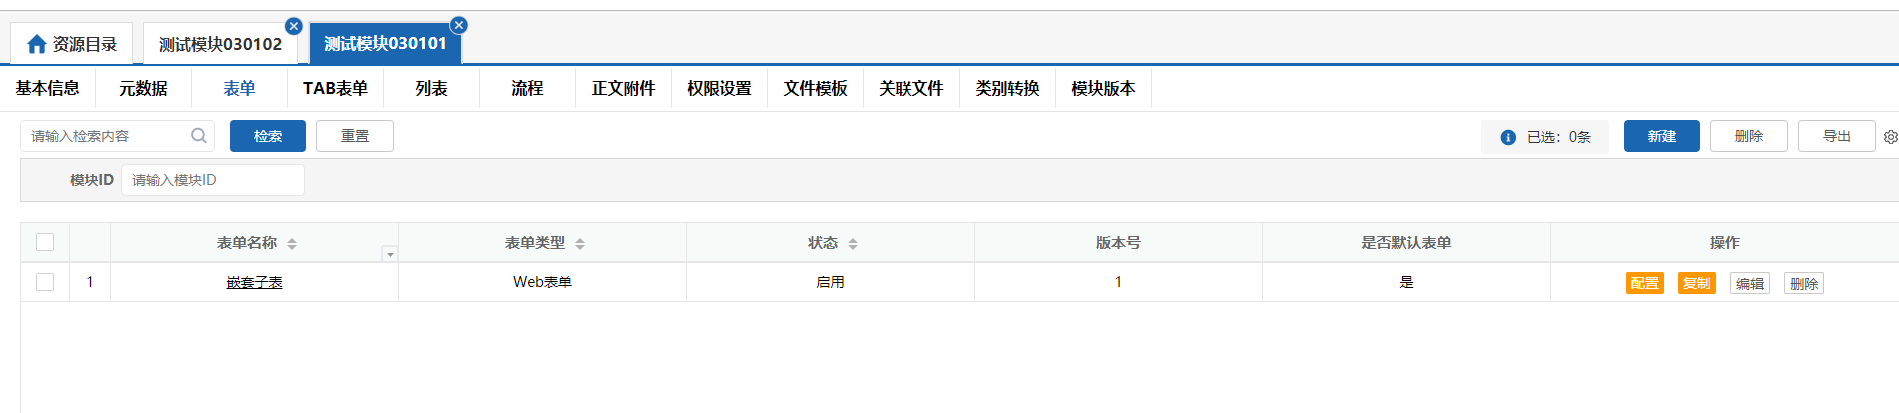 资源目录 测试模块030102 测试模块030101
基本信息 元数据 表单 TAB表单 列表 流程 正文附件 权限设置 文件模板 关联文件 类别转换 模块版本
请输入检索内容 检索 重置 已选：0条 新建 删除 导出
模块ID 请输入模块ID
表单名称 表单类型 状态 版本号 是否默认表单 操作
1 嵌套子表 Web表单 启用 1 是 配置 复制 编辑 删除